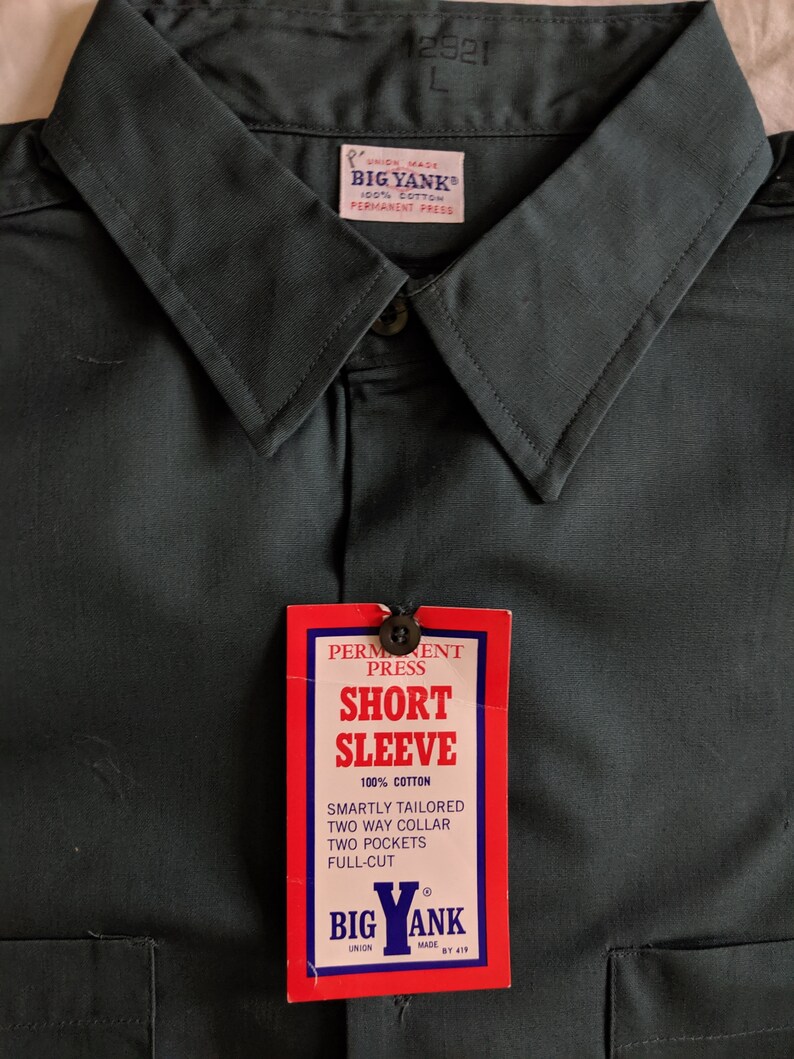 12921
L
P'
UNION MADE
BIG YANK®
100% COTTON
PERMANENT PRESS
PERMANENT
PRESS
SHORT
SLEEVE
100% COTTON
SMARTLY TAILORED
TWO WAY COLLAR
TWO POCKETS
FULL-CUT
BIG YANK®
UNION MADE BY 419